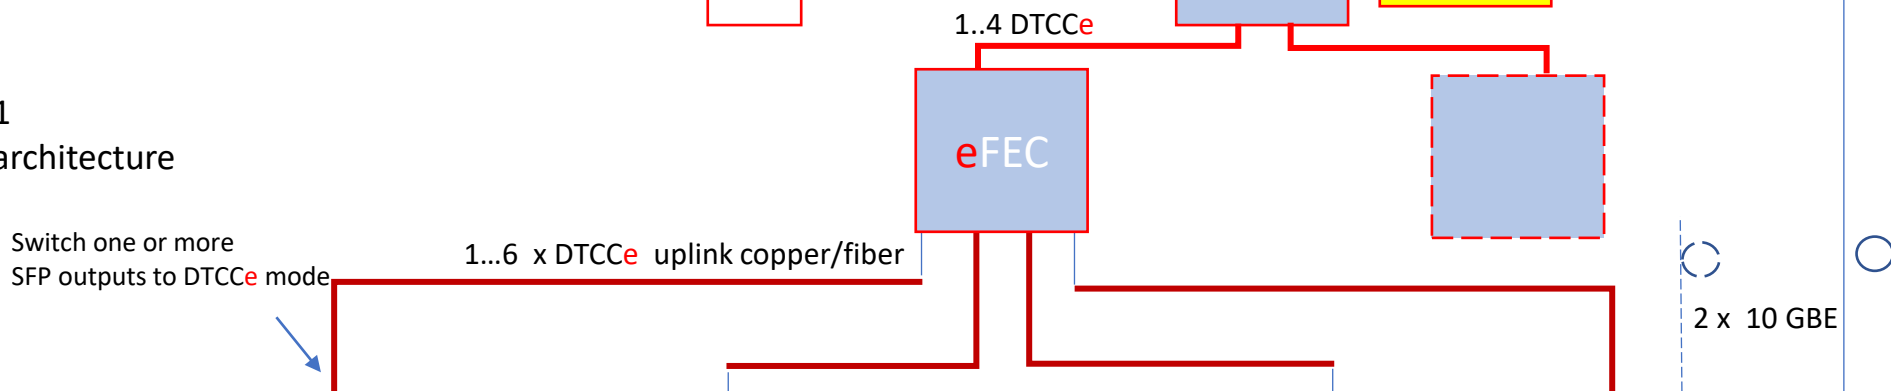 1..4 DTCCe
1
architecture
eFEC
Switch one or more
SFP outputs to DTCCe mode
1...6 x DTCCe uplink copper/fiber
2 x 10 GBE